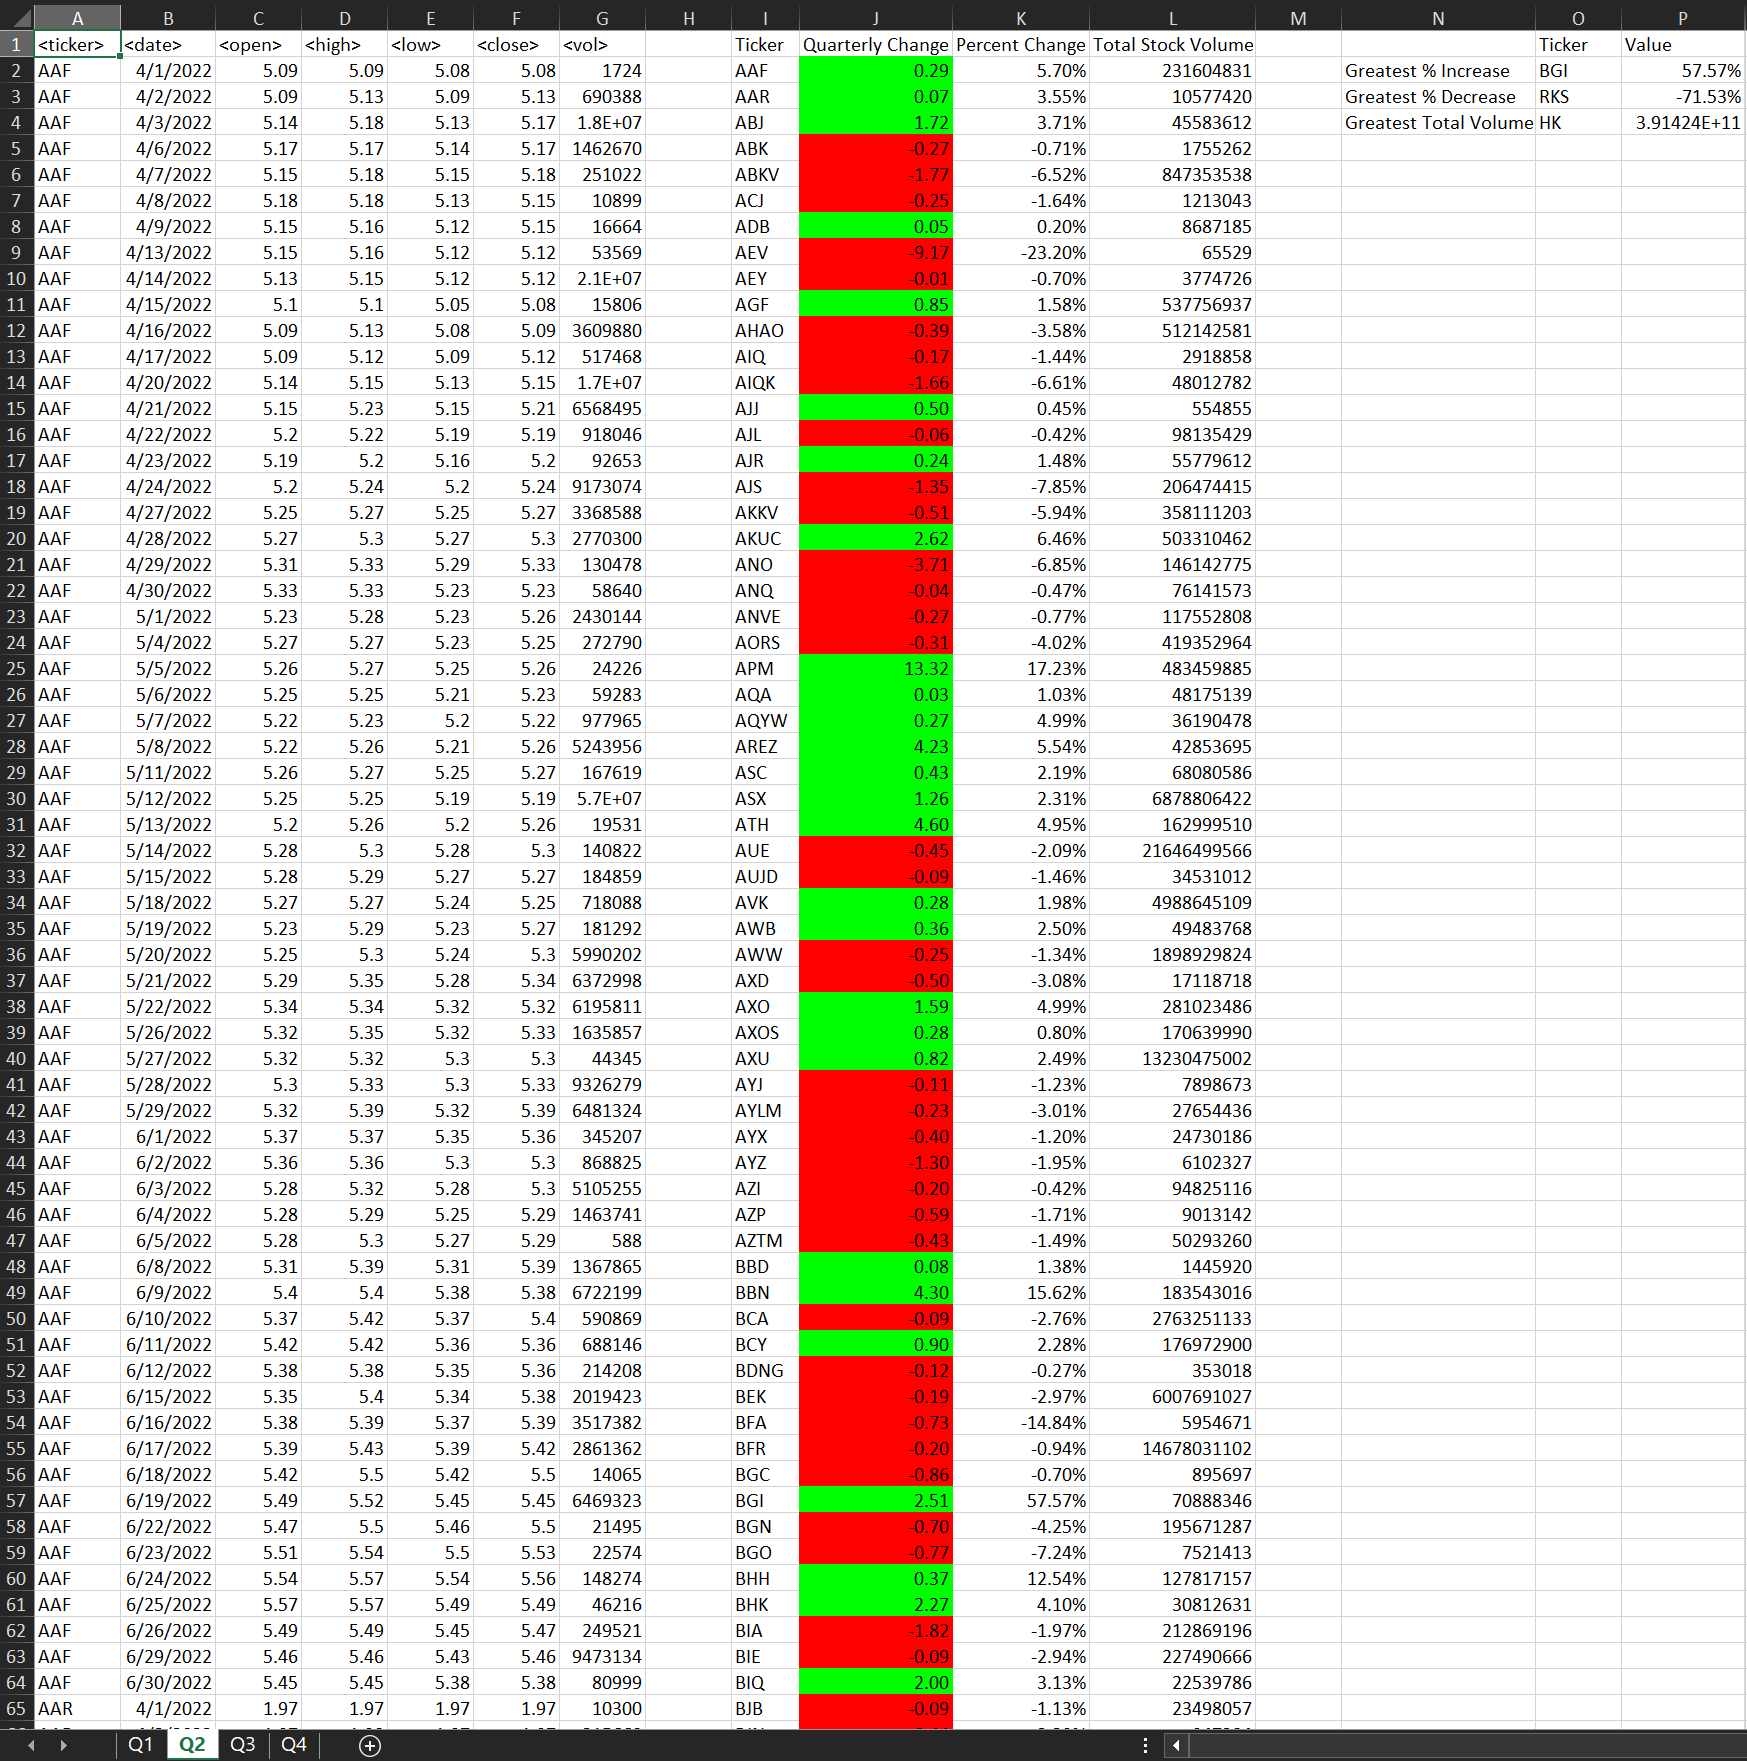 A B C D E F G H I J K L M N O P
1 <ticker> <date> <open> <high> <low> <close> <vol> Ticker Quarterly Change Percent Change Total Stock Volume Ticker Value
2 AAF 4/1/2022 5.09 5.09 5.08 5.08 1724 AAF 0.29 5.70% 231604831 Greatest % Increase BGI 57.57%
3 AAF 4/2/2022 5.09 5.13 5.09 5.13 690388 AAR 0.07 3.55% 10577420 Greatest % Decrease RKS -71.53%
4 AAF 4/3/2022 5.14 5.18 5.13 5.17 1.8E+07 ABJ 1.72 3.71% 45583612 Greatest Total Volume HK 3.91424E+11
5 AAF 4/6/2022 5.17 5.17 5.14 5.17 1462670 ABK -0.27 -0.71% 1755262
6 AAF 4/7/2022 5.15 5.18 5.15 5.18 251022 ABKV -1.77 -6.52% 847353538
7 AAF 4/8/2022 5.18 5.18 5.13 5.15 10899 ACJ -0.25 -1.64% 1213043
8 AAF 4/9/2022 5.15 5.16 5.12 5.15 16664 ADB 0.05 0.20% 8687185
9 AAF 4/13/2022 5.15 5.16 5.12 5.12 53569 AEV -9.17 -23.20% 65529
10 AAF 4/14/2022 5.13 5.15 5.12 5.12 2.1E+07 AEY -0.01 -0.70% 3774726
11 AAF 4/15/2022 5.1 5.1 5.05 5.08 15806 AGF 0.85 1.58% 537756937
12 AAF 4/16/2022 5.09 5.13 5.08 5.09 3609880 AHAO -0.39 -3.58% 512142581
13 AAF 4/17/2022 5.09 5.12 5.09 5.12 517468 AIQ -0.17 -1.44% 2918858
14 AAF 4/20/2022 5.14 5.15 5.13 5.15 1.7E+07 AIQK -1.66 -6.61% 48012782
15 AAF 4/21/2022 5.15 5.23 5.15 5.21 6568495 AJJ 0.50 0.45% 554855
16 AAF 4/22/2022 5.2 5.22 5.19 5.19 918046 AJL -0.06 -0.42% 98135429
17 AAF 4/23/2022 5.19 5.2 5.16 5.2 92653 AJR 0.24 1.48% 55779612
18 AAF 4/24/2022 5.2 5.24 5.2 5.24 9173074 AJS -1.35 -7.85% 206474415
19 AAF 4/27/2022 5.25 5.27 5.25 5.27 3368588 AKKV -0.51 -5.94% 358111203
20 AAF 4/28/2022 5.27 5.3 5.27 5.3 2770300 AKUC 2.62 6.46% 503310462
21 AAF 4/29/2022 5.31 5.33 5.29 5.33 130478 ANO -3.71 -6.85% 146142775
22 AAF 4/30/2022 5.33 5.33 5.23 5.23 58640 ANQ -0.04 -0.47% 76141573
23 AAF 5/1/2022 5.23 5.28 5.23 5.26 2430144 ANVE -0.27 -0.77% 117552808
24 AAF 5/4/2022 5.27 5.27 5.23 5.25 272790 AORS -0.31 -4.02% 419352964
25 AAF 5/5/2022 5.26 5.27 5.25 5.26 24226 APM 13.32 17.23% 483459885
26 AAF 5/6/2022 5.25 5.25 5.21 5.23 59283 AQA 0.03 1.03% 48175139
27 AAF 5/7/2022 5.22 5.23 5.2 5.22 977965 AQYW 0.27 4.99% 36190478
28 AAF 5/8/2022 5.22 5.26 5.21 5.26 5243956 AREZ 4.23 5.54% 42853695
29 AAF 5/11/2022 5.26 5.27 5.25 5.27 167619 ASC 0.43 2.19% 68080586
30 AAF 5/12/2022 5.25 5.25 5.19 5.19 5.7E+07 ASX 1.26 2.31% 6878806422
31 AAF 5/13/2022 5.2 5.26 5.2 5.26 19531 ATH 4.60 4.95% 162999510
32 AAF 5/14/2022 5.28 5.3 5.28 5.3 140822 AUE -0.45 -2.09% 21646499566
33 AAF 5/15/2022 5.28 5.29 5.27 5.27 184859 AUJD -0.09 -1.46% 34531012
34 AAF 5/18/2022 5.27 5.27 5.24 5.25 718088 AVK 0.28 1.98% 4988645109
35 AAF 5/19/2022 5.23 5.29 5.23 5.27 181292 AWB 0.36 2.50% 49483768
36 AAF 5/20/2022 5.25 5.3 5.24 5.3 5990202 AWW -0.25 -1.34% 1898929824
37 AAF 5/21/2022 5.29 5.35 5.28 5.34 6372998 AXD -0.50 -3.08% 17118718
38 AAF 5/22/2022 5.34 5.34 5.32 5.32 6195811 AXO 1.59 4.99% 281023486
39 AAF 5/26/2022 5.32 5.35 5.32 5.33 1635857 AXOS 0.28 0.80% 170639990
40 AAF 5/27/2022 5.32 5.32 5.3 5.3 44345 AXU 0.82 2.49% 13230475002
41 AAF 5/28/2022 5.3 5.33 5.3 5.33 9326279 AYJ -0.11 -1.23% 7898673
42 AAF 5/29/2022 5.32 5.39 5.32 5.39 6481324 AYLM -0.23 -3.01% 27654436
43 AAF 6/1/2022 5.37 5.37 5.35 5.36 345207 AYX -0.40 -1.20% 24730186
44 AAF 6/2/2022 5.36 5.36 5.3 5.3 868825 AYZ -1.30 -1.95% 6102327
45 AAF 6/3/2022 5.28 5.32 5.28 5.3 5105255 AZI -0.20 -0.42% 94825116
46 AAF 6/4/2022 5.28 5.29 5.25 5.29 1463741 AZP -0.59 -1.71% 9013142
47 AAF 6/5/2022 5.28 5.3 5.27 5.29 588 AZTM -0.43 -1.49% 50293260
48 AAF 6/8/2022 5.31 5.39 5.31 5.39 1367865 BBD 0.08 1.38% 1445920
49 AAF 6/9/2022 5.4 5.4 5.38 5.38 6722199 BBN 4.30 15.62% 183543016
50 AAF 6/10/2022 5.37 5.42 5.37 5.4 590869 BCA -0.09 -2.76% 2763251133
51 AAF 6/11/2022 5.42 5.42 5.36 5.36 688146 BCY 0.90 2.28% 176972900
52 AAF 6/12/2022 5.38 5.38 5.35 5.36 214208 BDNG -0.12 -0.27% 353018
53 AAF 6/15/2022 5.35 5.4 5.34 5.38 2019423 BEK -0.19 -2.97% 6007691027
54 AAF 6/16/2022 5.38 5.39 5.37 5.39 3517382 BFA -0.73 -14.84% 5954671
55 AAF 6/17/2022 5.39 5.43 5.39 5.42 2861362 BFR -0.20 -0.94% 14678031102
56 AAF 6/18/2022 5.42 5.5 5.42 5.5 14065 BGC -0.86 -0.70% 895697
57 AAF 6/19/2022 5.49 5.52 5.45 5.45 6469323 BGI 2.51 57.57% 70888346
58 AAF 6/22/2022 5.47 5.5 5.46 5.5 21495 BGN -0.70 -4.25% 195671287
59 AAF 6/23/2022 5.51 5.54 5.5 5.53 22574 BGO -0.77 -7.24% 7521413
60 AAF 6/24/2022 5.54 5.57 5.54 5.56 148274 BHH 0.37 12.54% 127817157
61 AAF 6/25/2022 5.57 5.57 5.49 5.49 46216 BHK 2.27 4.10% 30812631
62 AAF 6/26/2022 5.49 5.49 5.45 5.47 249521 BIA -1.82 -1.97% 212869196
63 AAF 6/29/2022 5.46 5.46 5.43 5.46 9473134 BIE -0.09 -2.94% 227490666
64 AAF 6/30/2022 5.45 5.45 5.38 5.38 80999 BIQ 2.00 3.13% 22539786
65 AAR 4/1/2022 1.97 1.97 1.97 1.97 10300 BJB -0.09 -1.13% 23498057
Q1 Q2 Q3 Q4